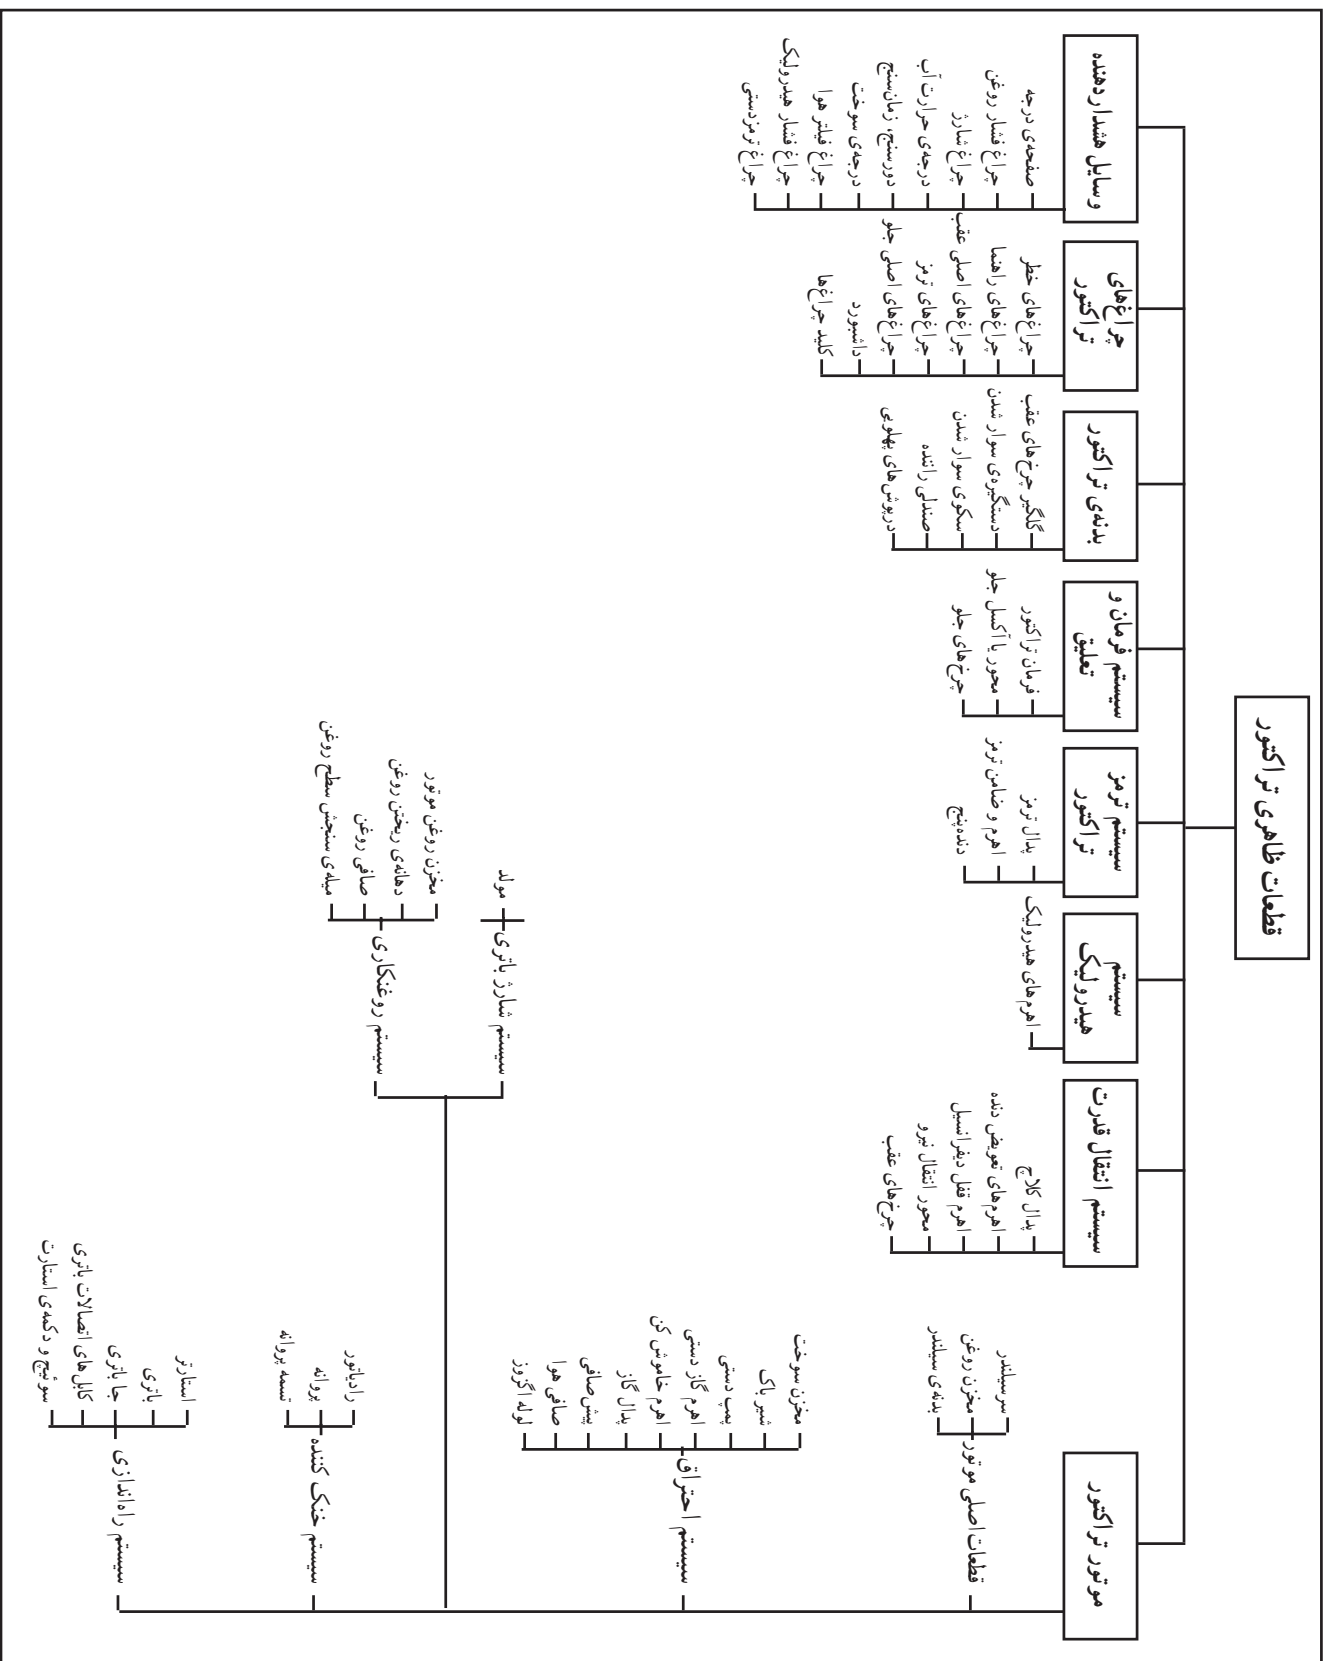 قطعات ظاهری تراکتور
موتور تراکتور
قطعات اصلی موتور
سر سیلندر
مخزن روغن
بدنه‌ی سیلندر
سیستم احتراق
مخزن سوخت
شیر باک
پمپ دستی
اهرم گاز دستی
اهرم خاموش کن
پدال گاز
پیش صافی
صافی هوا
لوله اگزوز
سیستم شارژ باتری
مولد
سیستم روغنکاری
مخزن روغن موتور
دهانه‌ی ریختن روغن
صافی روغن
میله‌ی سنجش سطح روغن
سیستم خنک کننده
رادیاتور
پروانه
تسمه پروانه
سیستم راه‌اندازی
استارتر
باتری
جا باتری
کابل‌های اتصالات باتری
سوئیچ و دکمه‌ی استارت
سیستم انتقال قدرت
پدال کلاچ
اهرم‌های تعویض دنده
اهرم قفل دیفرانسیل
محور انتقال نیرو
چرخ‌های عقب
سیستم
هیدرولیک
اهرم‌های هیدرولیک
سیستم ترمز
تراکتور
پدال ترمز
اهرم و ضامن ترمز
دنده‌پنج
سیستم فرمان و
تعلیق
فرمان تراکتور
محور یا آکسل جلو
چرخ‌های جلو
بدنه‌ی تراکتور
گلگیر چرخ‌های عقب
دستگیره‌ی سوار شدن
سکوی سوار شدن
صندلی راننده
درپوش‌های پهلویی
چراغ‌های
تراکتور
چراغ‌های خطر
چراغ‌های راهنما
چراغ‌های اصلی عقب
چراغ‌های ترمز
چراغ‌های اصلی جلو
داشبورد
کلید چراغ‌ها
وسایل هشدار دهنده
صفحه‌ی درجه
چراغ فشار روغن
چراغ شارژ
درجه‌ی حرارت آب
دورسنج، زمان‌سنج
درجه‌ی سوخت
چراغ فیلتر هوا
چراغ فشار هیدرولیک
چراغ ترمزدستی